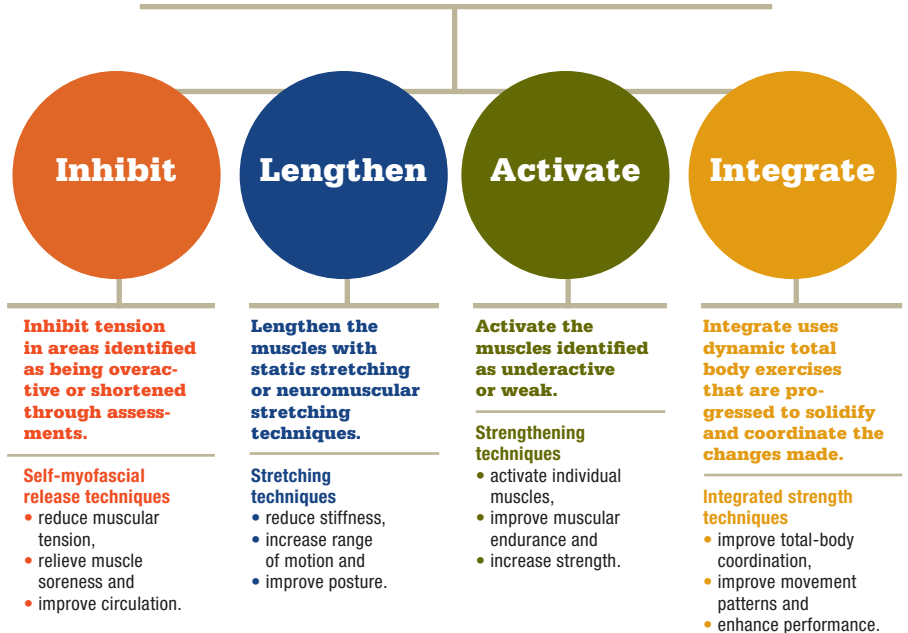 Inhibit
Lengthen
Activate
Integrate
Inhibit tension
in areas identified
as being overac-
tive or shortened
through assess-
ments.
Self-myofascial
release techniques
• reduce muscular
tension,
• relieve muscle
soreness and
• improve circulation.
Lengthen the
muscles with
static stretching
or neuromuscular
stretching
techniques.
Stretching
techniques
• reduce stiffness,
• increase range
of motion and
• improve posture.
Activate the
muscles identified
as underactive
or weak.
Strengthening
techniques
• activate individual
muscles,
• improve muscular
endurance and
• increase strength.
Integrate uses
dynamic total
body exercises
that are pro-
gressed to solidify
and coordinate the
changes made.
Integrated strength
techniques
• improve total-body
coordination,
• improve movement
patterns and
• enhance performance.